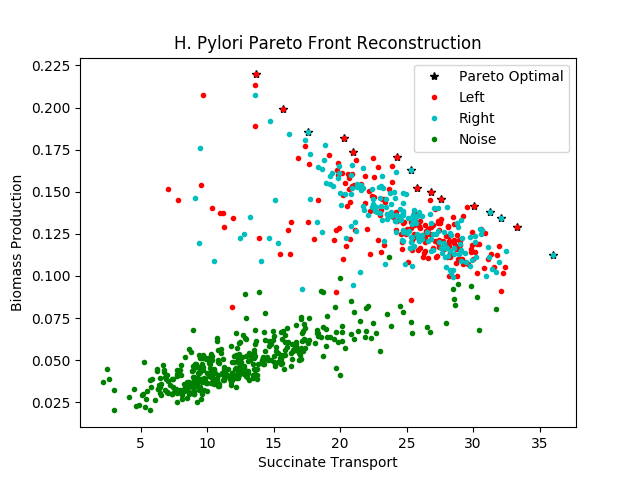 H. Pylori Pareto Front Reconstruction
0.225
0.200
0.175
0.150
0.125
0.100
0.075
0.050
0.025
Biomass Production
Pareto Optimal
Left
Right
Noise
5 10 15 20 25 30 35
Succinate Transport